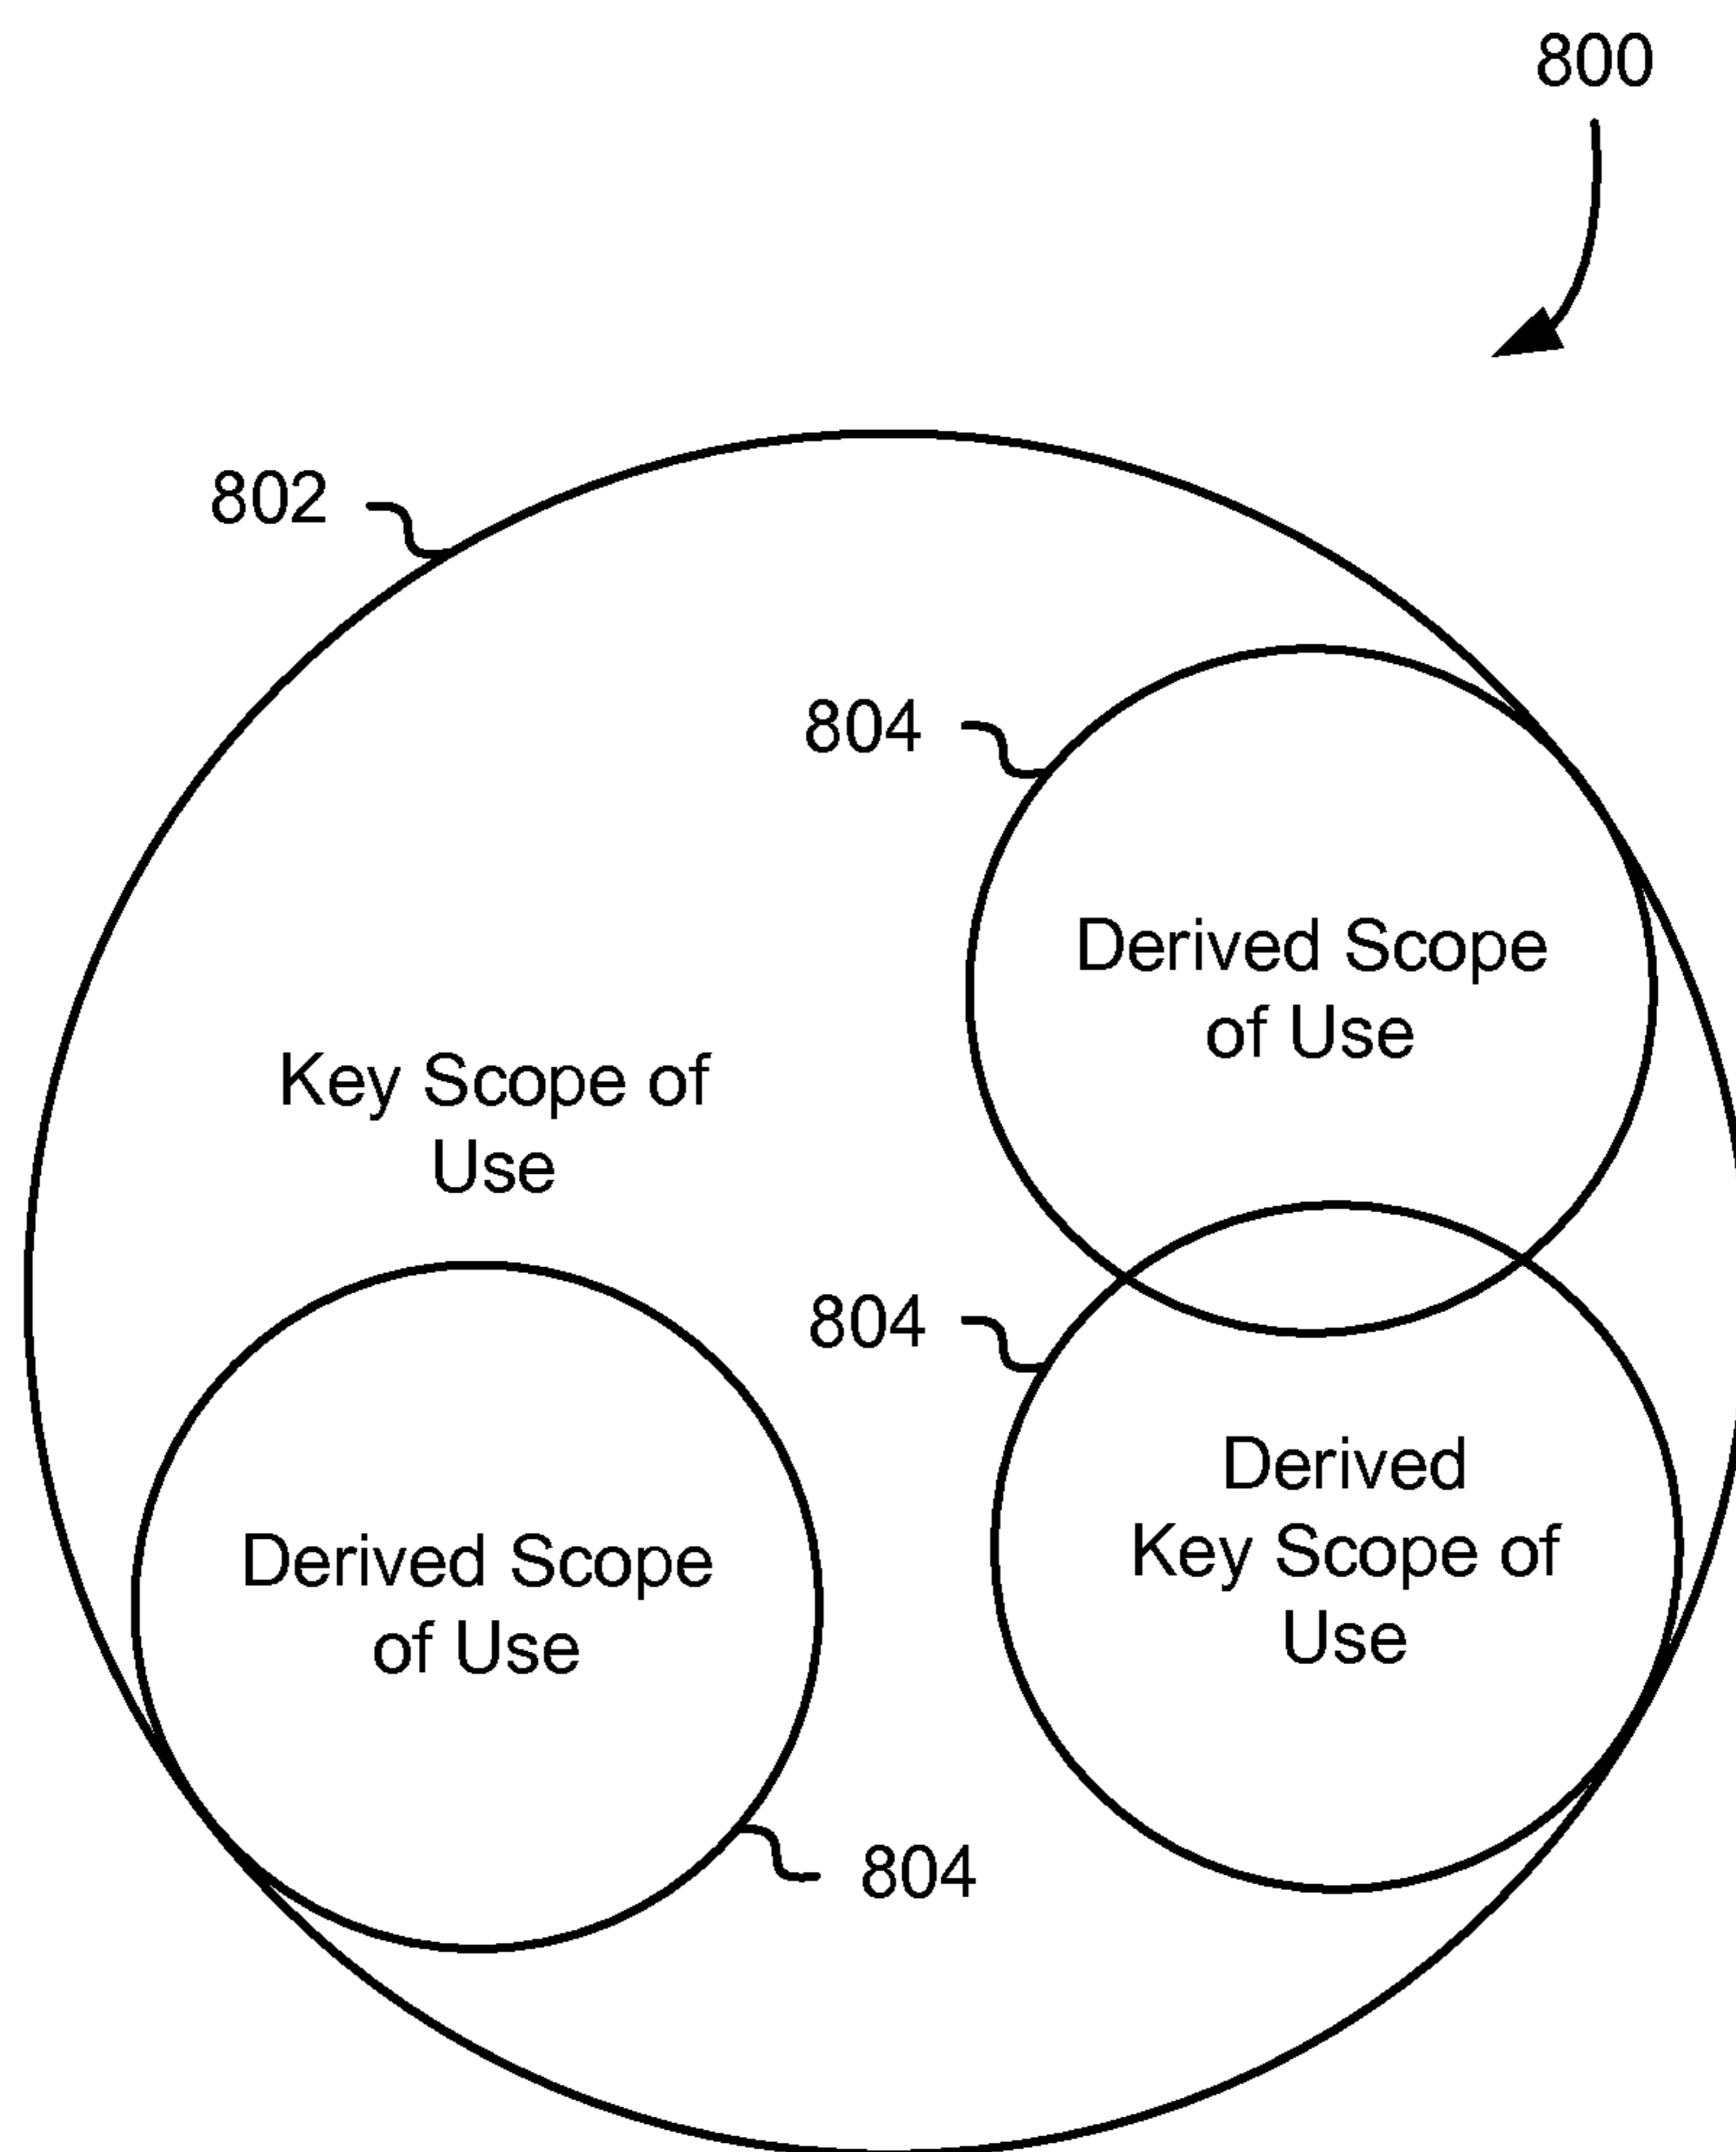 800
802
804
Derived Scope
of Use
Key Scope of
Use
804
Derived
Key Scope of
Use
Derived Scope
of Use
804